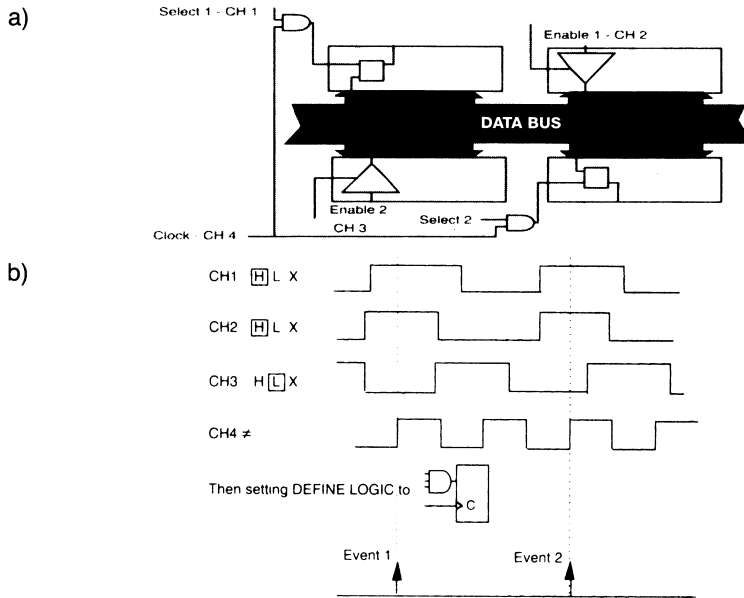 a)
Select 1 - CH 1
Enable 1 - CH 2
DATA BUS
Enable 2
CH 3
Select 2
Clock - CH 4
b)
CH1 H L X
CH2 H L X
CH3 H L X
CH4 ≠
Then setting DEFINE LOGIC to
C
Event 1
Event 2